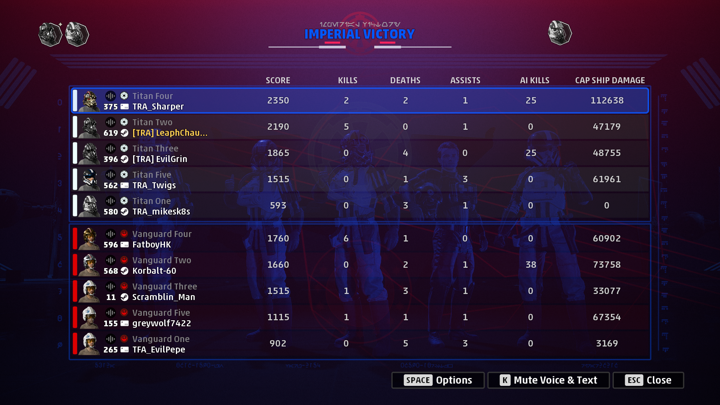 IMPERIAL VICTORY
SCORE KILLS DEATHS ASSISTS AI KILLS CAP SHIP DAMAGE
Titan Four
375 TRA_Sharper 2350 2 2 1 25 112638
Titan Two
619 [TRA] LeaphChau... 2190 5 0 1 0 47179
Titan Three
396 [TRA] EvilGrin 1865 0 4 0 25 48755
Titan Five
562 TRA_Twigs 1515 0 1 3 0 61961
Titan One
580 TRA_mikesk8s 593 0 3 1 0 0
Vanguard Four
596 FatboyHK 1760 6 1 0 0 60902
Vanguard Two
568 Korbalt-60 1660 0 2 1 38 73758
Vanguard Three
11 Scramblin_Man 1515 1 3 1 0 33077
Vanguard Five
155 greywolf7422 1115 1 1 1 0 67354
Vanguard One
265 TFA_EvilPepe 902 0 5 3 0 3169
SPACE Options K Mute Voice & Text ESC Close